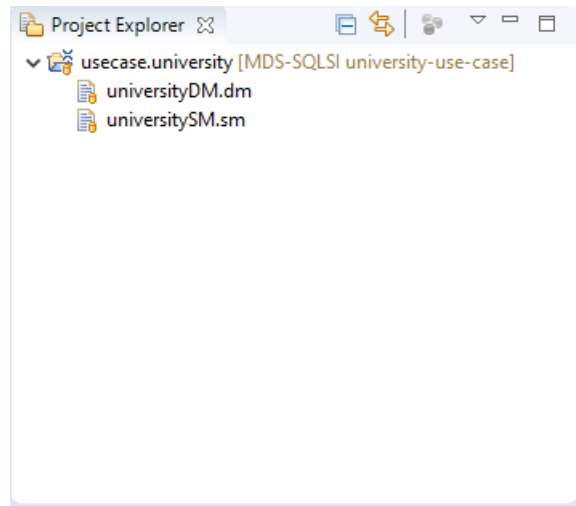 Project Explorer
usecase.university [MDS-SQLSI university-use-case]
universityDM.dm
universitySM.sm